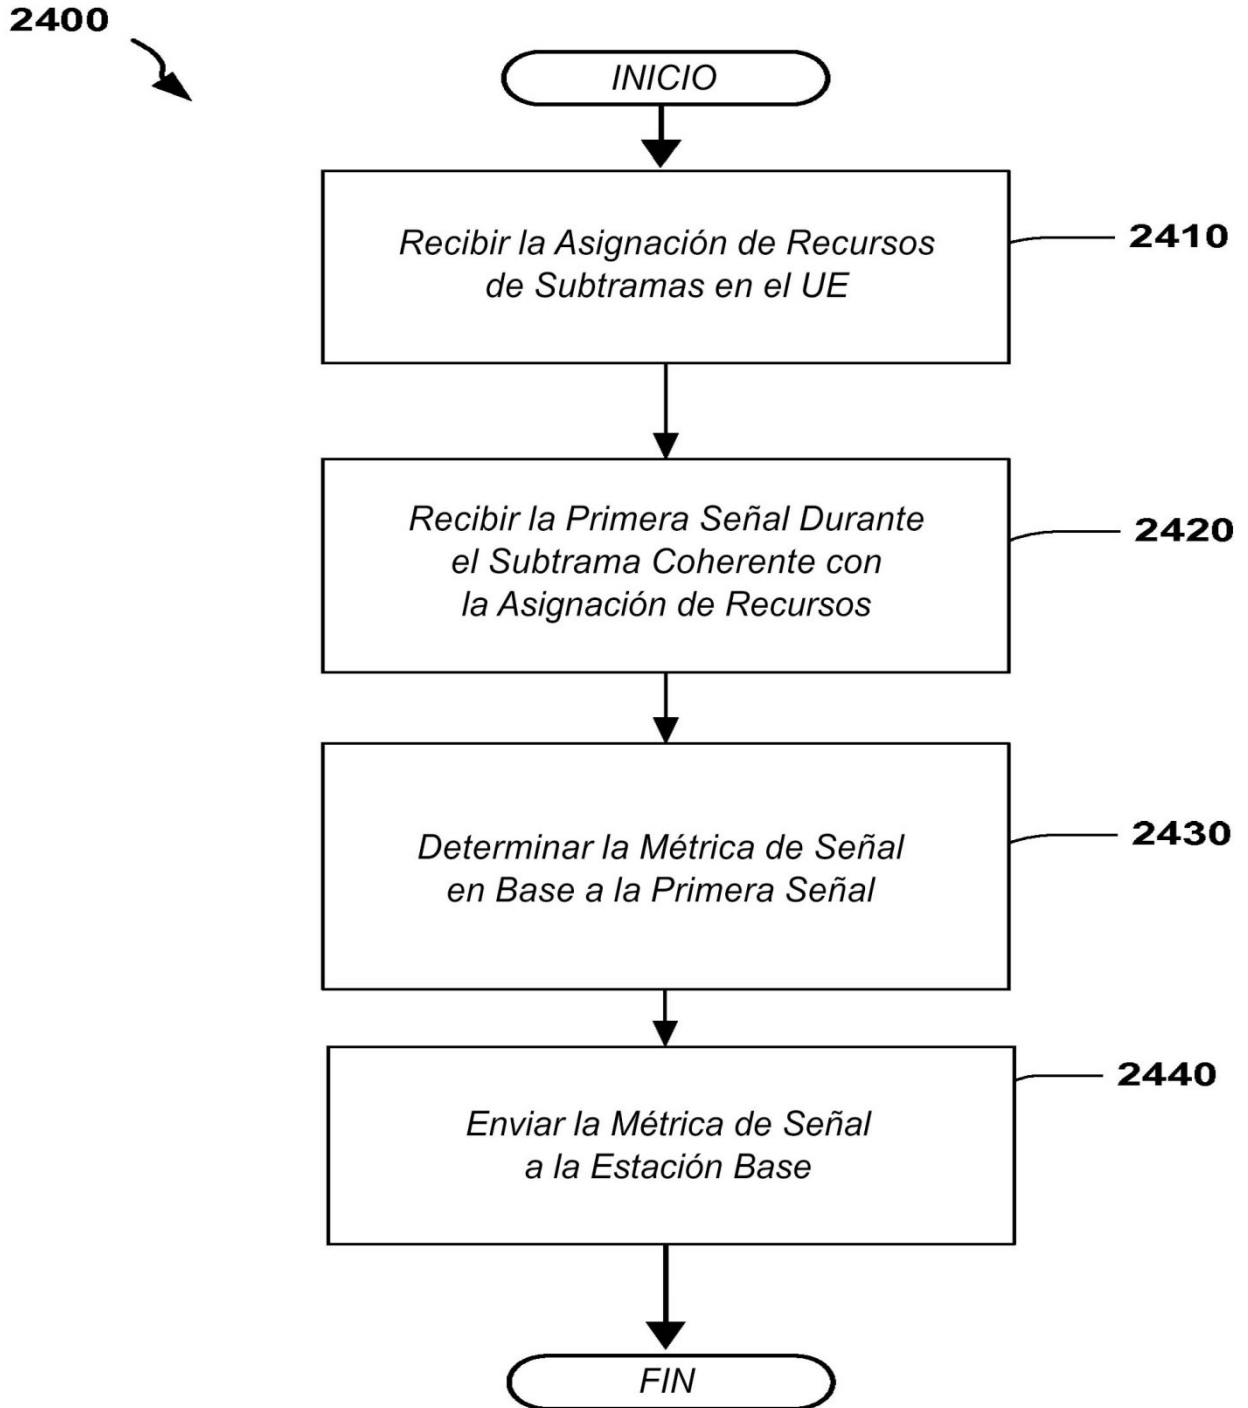 2400
INICIO
Recibir la Asignación de Recursos
de Subtramas en el UE
2410
Recibir la Primera Señal Durante
el Subtrama Coherente con
la Asignación de Recursos
2420
Determinar la Métrica de Señal
en Base a la Primera Señal
2430
Enviar la Métrica de Señal
a la Estación Base
2440
FIN